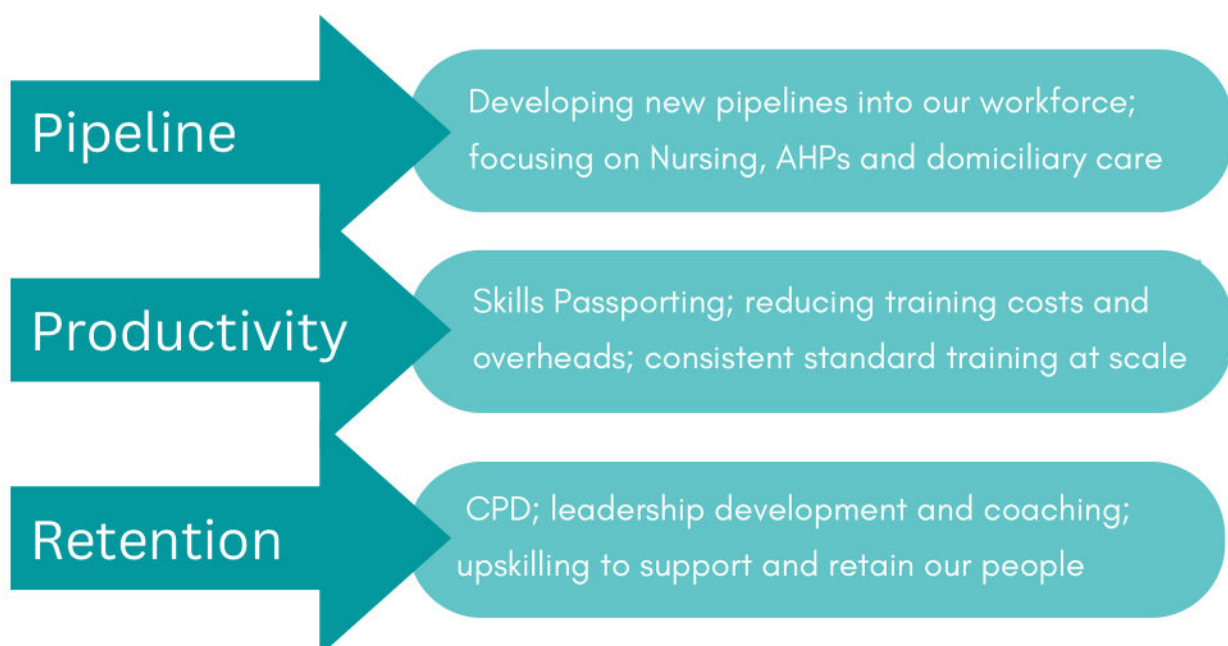 Pipeline
Developing new pipelines into our workforce;
focusing on Nursing, AHPs and domiciliary care
Productivity
Skills Passporting; reducing training costs and
overheads; consistent standard training at scale
Retention
CPD; leadership development and coaching;
upskilling to support and retain our people